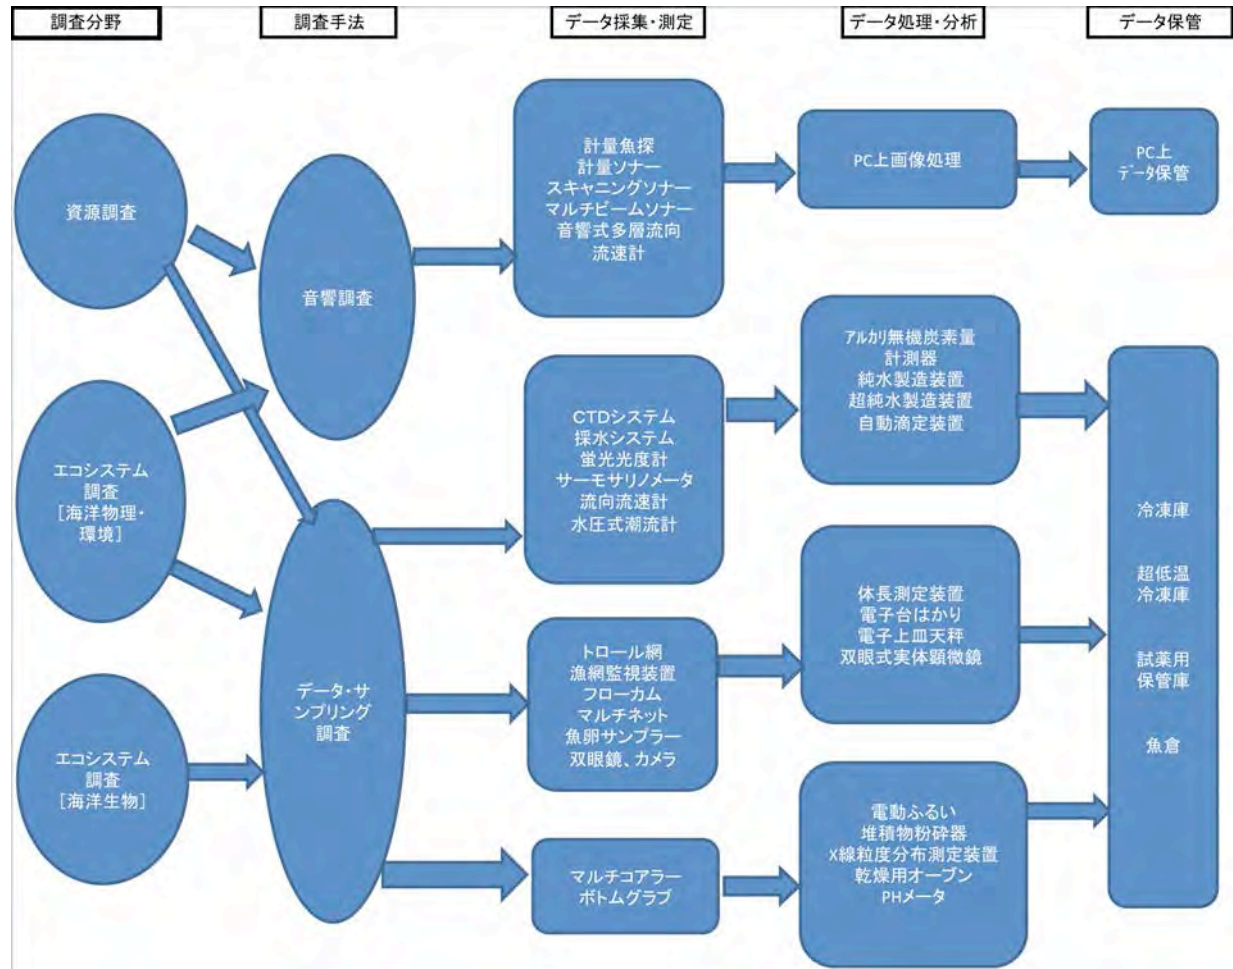 調査分野
調査手法
データ採集・測定
データ処理・分析
データ保管
資源調査
エコシステム
調査
[海洋物理・
環境]
エコシステム
調査
[海洋生物]
音響調査
データ・サ
ンプリング
調査
計量魚探
計量ソナー
スキャニングソナー
マルチビームソナー
音響式多層流向
流速計
CTDシステム
採水システム
蛍光光度計
サーモサリノメータ
流向流速計
水圧式潮流計
トロール網
漁網監視装置
フローカム
マルチネット
魚卵サンプラー
双眼鏡、カメラ
マルチコアラー
ボトムグラブ
PC上画像処理
アルカリ無機炭素量
計測器
純水製造装置
超純水製造装置
自動滴定装置
体長測定装置
電子台はかり
電子上皿天秤
双眼式実体顕微鏡
電動ふるい
堆積物粉砕器
X線粒度分布測定装置
乾燥用オーブン
PHメータ
PC上
データ保管
冷凍庫
超低温
冷凍庫
試薬用
保管庫
魚倉